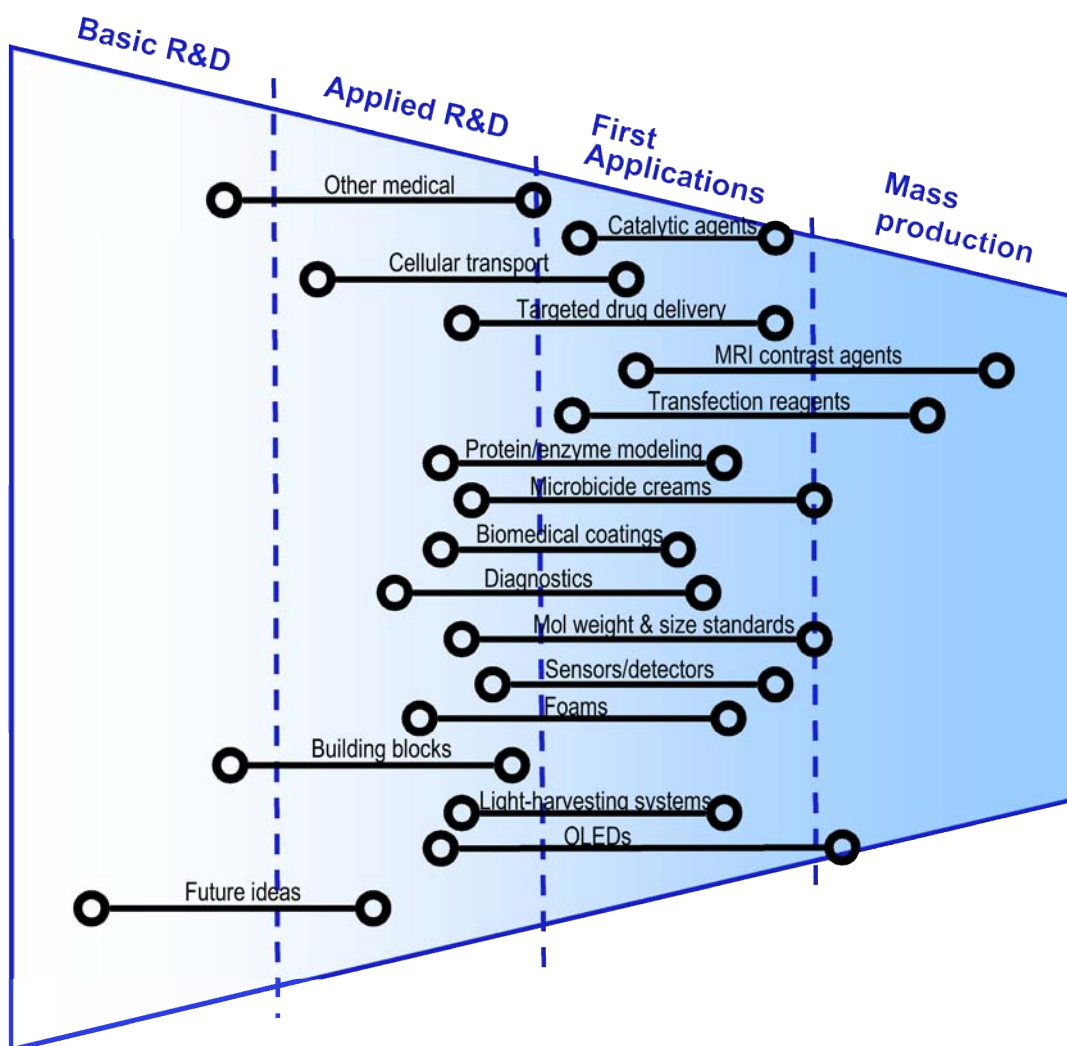 Basic R&D
Applied R&D
First
Applications
Mass
production
Other medical
Catalytic agents
Cellular transport
Targeted drug delivery
MRI contrast agents
Transfection reagents
Protein/enzyme modeling
Microbicide creams
Biomedical coatings
Diagnostics
Mol weight & size standards
Sensors/detectors
Foams
Building blocks
Light-harvesting systems
OLEDs
Future ideas